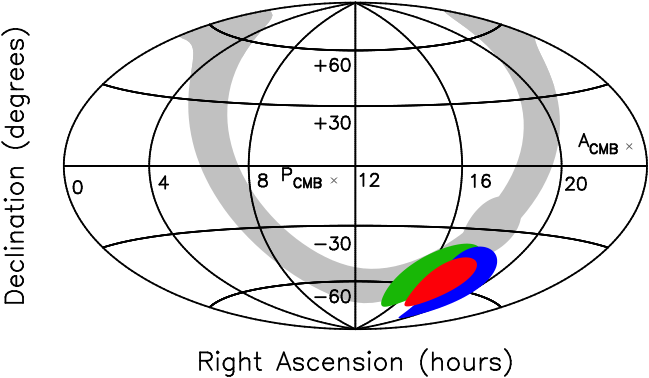 Declination (degrees)
+60
+30
A_CMB ×
0 4 8 P_CMB × 12 16 20
−30
−60
Right Ascension (hours)